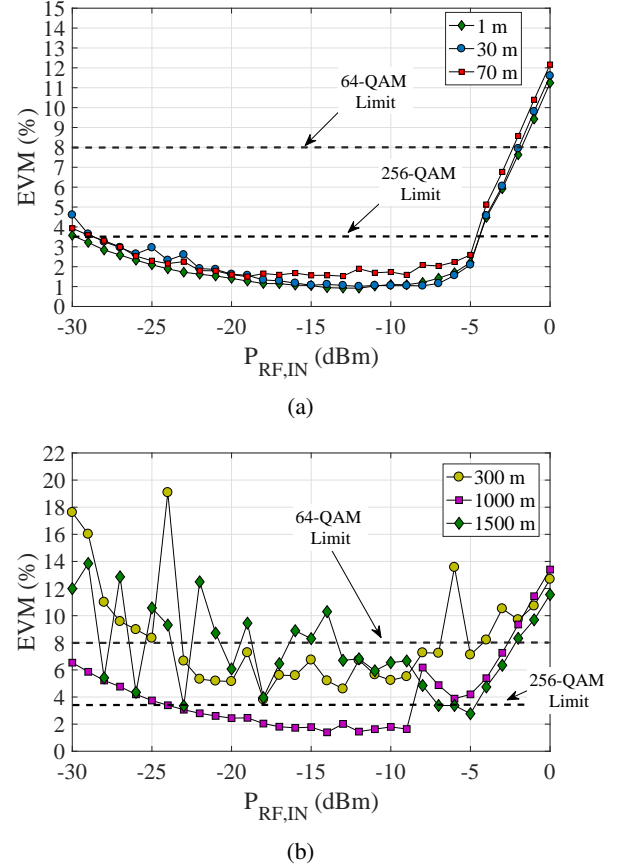 15
14
13
12
11
10
9
8
7
6
5
4
3
2
1
0
EVM (%)
1 m
30 m
70 m
64-QAM
Limit
256-QAM
Limit
-30 -25 -20 -15 -10 -5 0
P_RF,IN (dBm)
(a)
22
20
18
16
14
12
10
8
6
4
2
0
EVM (%)
300 m
1000 m
1500 m
64-QAM
Limit
256-QAM
Limit
-30 -25 -20 -15 -10 -5 0
P_RF,IN (dBm)
(b)